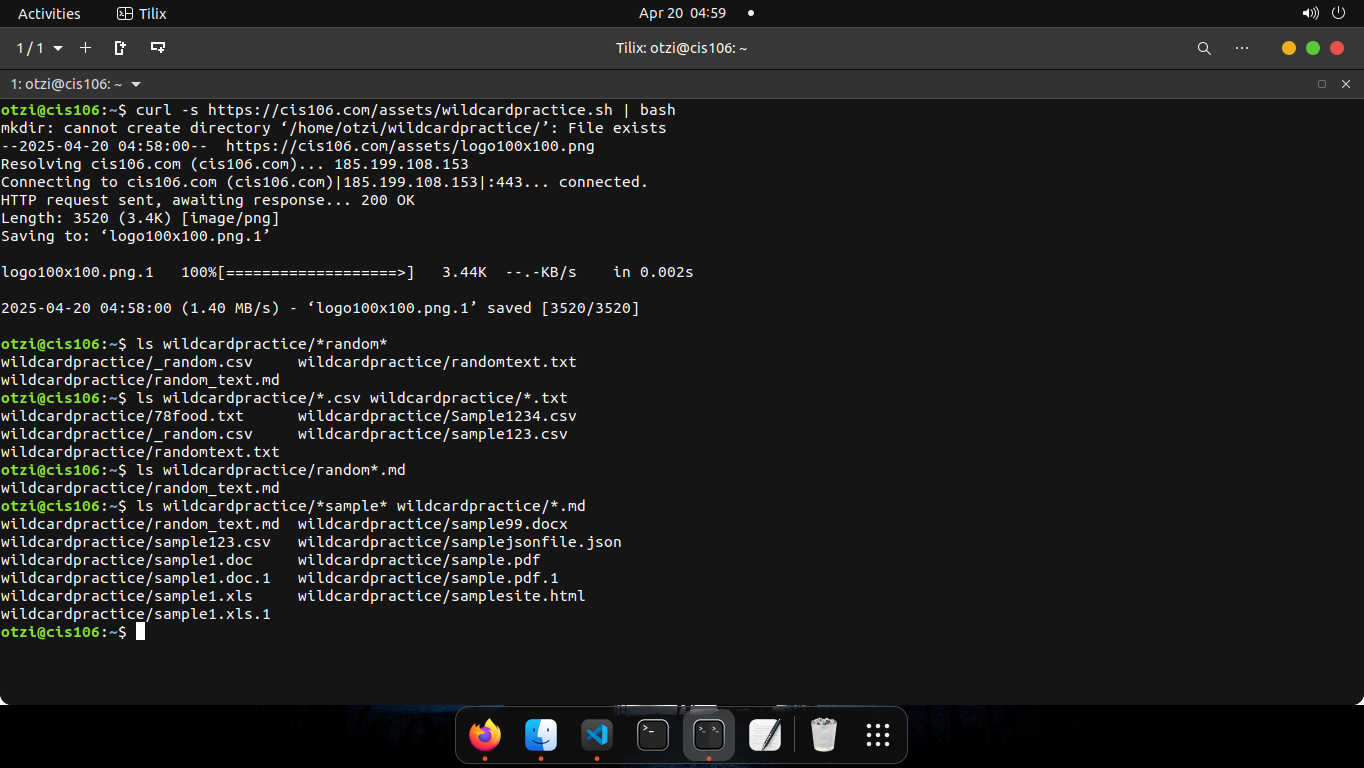 Activities Tilix Apr 20 04:59
1 / 1 Tilix: otzi@cis106: ~
1: otzi@cis106: ~
otzi@cis106:~$ curl -s https://cis106.com/assets/wildcardpractice.sh | bash
mkdir: cannot create directory ‘/home/otzi/wildcardpractice/’: File exists
--2025-04-20 04:58:00--  https://cis106.com/assets/logo100x100.png
Resolving cis106.com (cis106.com)... 185.199.108.153
Connecting to cis106.com (cis106.com)|185.199.108.153|:443... connected.
HTTP request sent, awaiting response... 200 OK
Length: 3520 (3.4K) [image/png]
Saving to: ‘logo100x100.png.1’
logo100x100.png.1   100%[===================>]   3.44K  --.-KB/s    in 0.002s
2025-04-20 04:58:00 (1.40 MB/s) - ‘logo100x100.png.1’ saved [3520/3520]
otzi@cis106:~$ ls wildcardpractice/*random*
wildcardpractice/_random.csv     wildcardpractice/randomtext.txt
wildcardpractice/random_text.md
otzi@cis106:~$ ls wildcardpractice/*.csv wildcardpractice/*.txt
wildcardpractice/78food.txt      wildcardpractice/Sample1234.csv
wildcardpractice/_random.csv     wildcardpractice/sample123.csv
wildcardpractice/randomtext.txt
otzi@cis106:~$ ls wildcardpractice/random*.md
wildcardpractice/random_text.md
otzi@cis106:~$ ls wildcardpractice/*sample* wildcardpractice/*.md
wildcardpractice/random_text.md  wildcardpractice/sample99.docx
wildcardpractice/sample123.csv   wildcardpractice/samplejsonfile.json
wildcardpractice/sample1.doc     wildcardpractice/sample.pdf
wildcardpractice/sample1.doc.1   wildcardpractice/sample.pdf.1
wildcardpractice/sample1.xls     wildcardpractice/samplesite.html
wildcardpractice/sample1.xls.1
otzi@cis106:~$